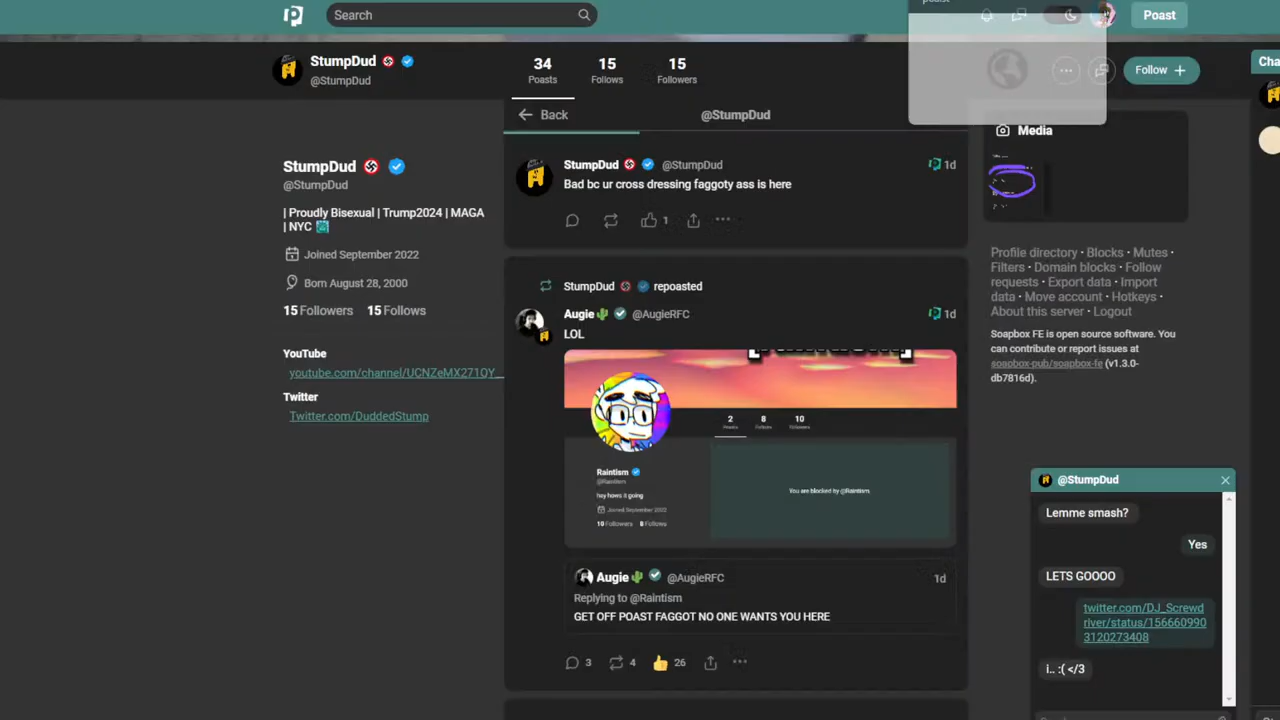 poast
Search
Poast
StumpDud
@StumpDud
34
Poasts
15
Follows
15
Followers
Follow +
Cha
Back
@StumpDud
StumpDud
@StumpDud
| Proudly Bisexual | Trump2024 | MAGA
| NYC
Joined September 2022
Born August 28, 2000
15 Followers 15 Follows
YouTube
youtube.com/channel/UCNZeMX271QY_
Twitter
Twitter.com/DuddedStump
StumpDud @StumpDud
1d
Bad bc ur cross dressing faggoty ass is here
1
StumpDud repoasted
Augie @AugieRFC
1d
LOL
2
8
10
Poasts
Follows
Followers
Raintism
@Raintism
hey hows it going
Joined September 2022
10 Followers 8 Follows
You are blocked by @Raintism.
Augie @AugieRFC
1d
Replying to @Raintism
GET OFF POAST FAGGOT NO ONE WANTS YOU HERE
3
4
26
Media
Profile directory · Blocks · Mutes ·
Filters · Domain blocks · Follow
requests · Export data · Import
data · Move account · Hotkeys ·
About this server · Logout
Soapbox FE is open source software. You
can contribute or report issues at
soapbox-pub/soapbox-fe (v1.3.0-
db7816d).
@StumpDud
Lemme smash?
Yes
LETS GOOOO
twitter.com/DJ_Screwd
river/status/156660990
3120273408
i.. :( </3